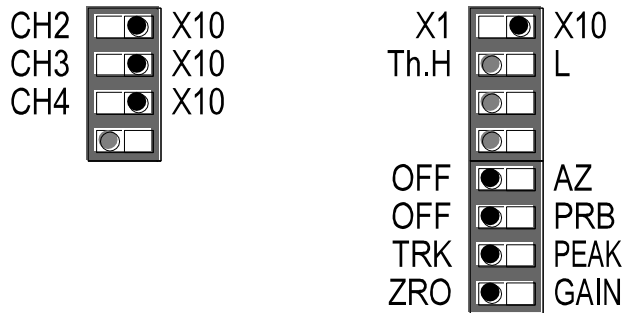 CH2 X10
CH3 X10
CH4 X10
X1 X10
Th.H L
OFF AZ
OFF PRB
TRK PEAK
ZRO GAIN